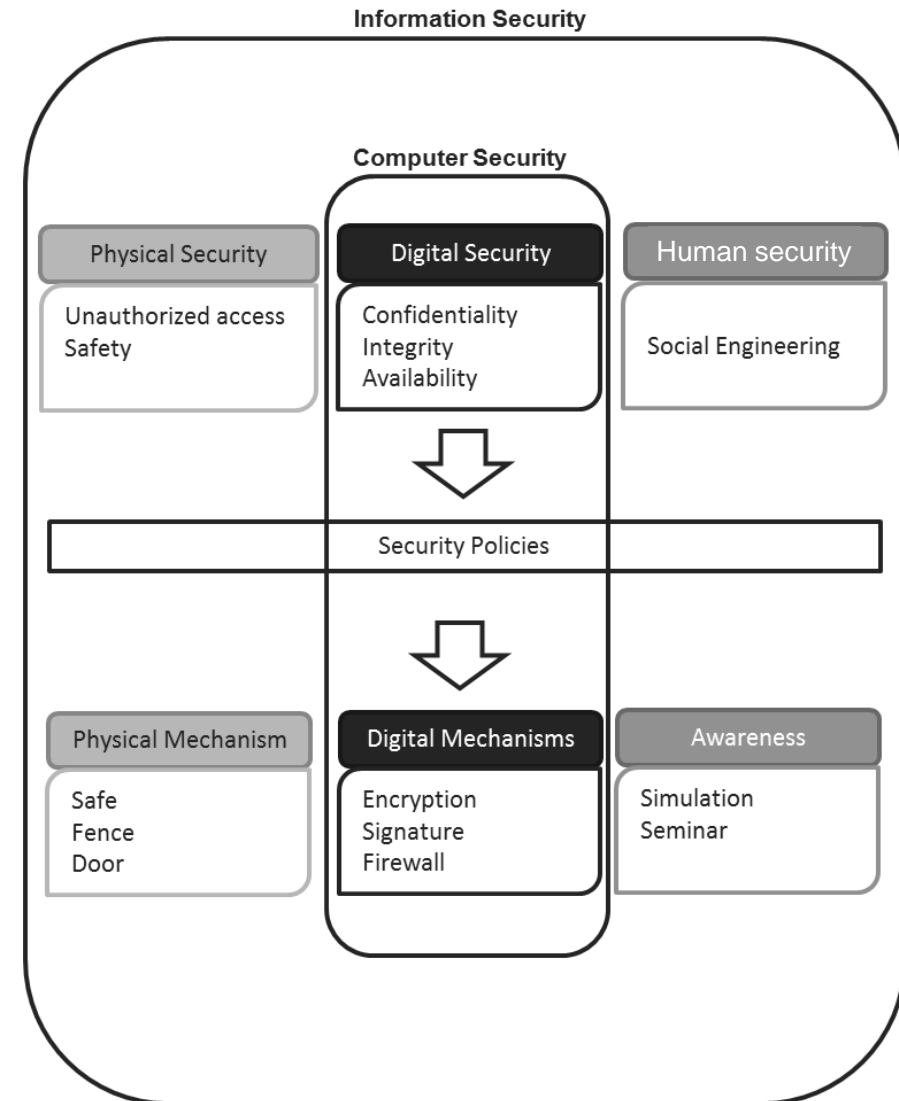 Information Security
Computer Security
Physical Security
Unauthorized access
Safety
Digital Security
Confidentiality
Integrity
Availability
Human security
Social Engineering
Security Policies
Physical Mechanism
Safe
Fence
Door
Digital Mechanisms
Encryption
Signature
Firewall
Awareness
Simulation
Seminar